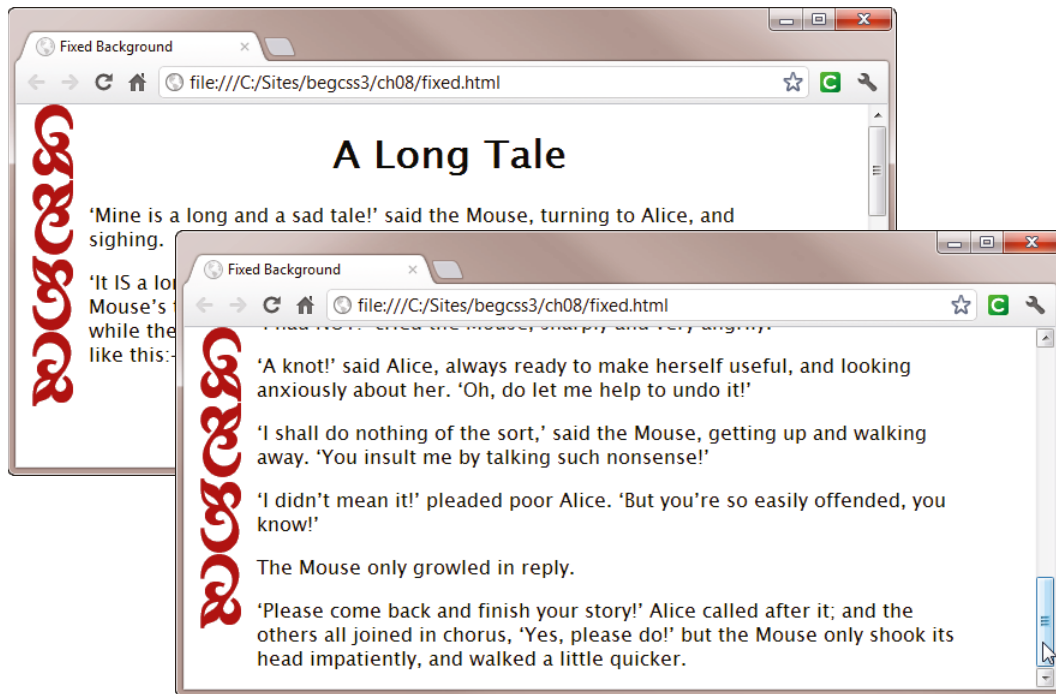 Fixed Background
file:///C:/Sites/begcss3/ch08/fixed.html
A Long Tale
‘Mine is a long and a sad tale!’ said the Mouse, turning to Alice, and
sighing.
‘It IS a
Mouse’s
while the
like this:-
Fixed Background
file:///C:/Sites/begcss3/ch08/fixed.html
cried the Mouse, sharply and very angrily.
‘A knot!’ said Alice, always ready to make herself useful, and looking
anxiously about her. ‘Oh, do let me help to undo it!’
‘I shall do nothing of the sort,’ said the Mouse, getting up and walking
away. ‘You insult me by talking such nonsense!’
‘I didn’t mean it!’ pleaded poor Alice. ‘But you’re so easily offended, you
know!’
The Mouse only growled in reply.
‘Please come back and finish your story!’ Alice called after it; and the
others all joined in chorus, ‘Yes, please do!’ but the Mouse only shook its
head impatiently, and walked a little quicker.